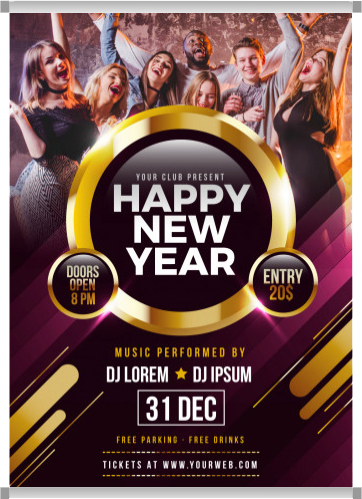 YOUR CLUB PRESENT
HAPPY
NEW
YEAR
DOORS
OPEN
8 PM
ENTRY
20$
MUSIC PERFORMED BY
DJ LOREM ★ DJ IPSUM
31 DEC
FREE PARKING - FREE DRINKS
TICKETS AT WWW.YOURWEB.COM